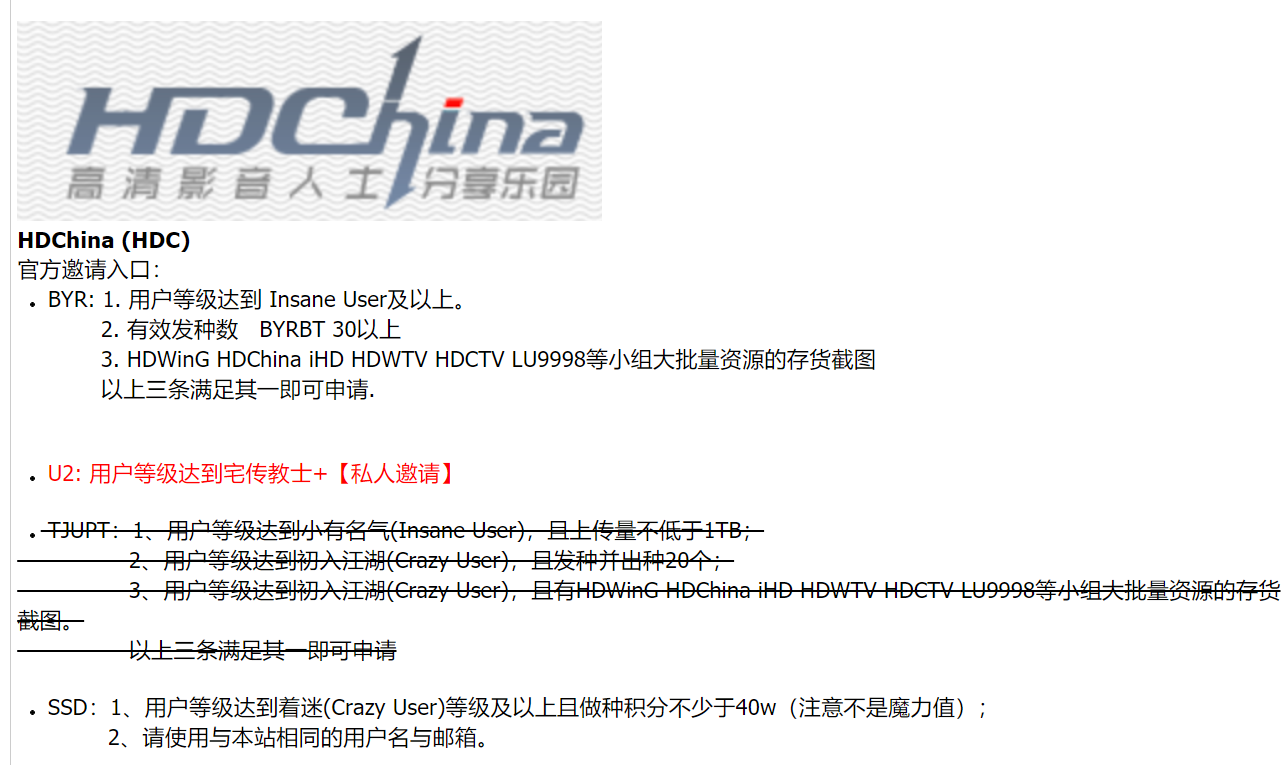 HDChina
高清影音人士分享乐园
HDChina (HDC)
官方邀请入口：
BYR: 1. 用户等级达到 Insane User及以上。
2. 有效发种数 BYRBT 30以上
3. HDWinG HDChina iHD HDWTV HDCTV LU9998等小组大批量资源的存货截图
以上三条满足其一即可申请.
U2: 用户等级达到宅传教士+【私人邀请】
TJUPT：1、用户等级达到小有名气(Insane User)，且上传量不低于1TB；
2、用户等级达到初入江湖(Crazy User)，且发种并出种20个；
3、用户等级达到初入江湖(Crazy User)，且有HDWinG HDChina iHD HDWTV HDCTV LU9998等小组大批量资源的存货
截图。
以上三条满足其一即可申请
SSD：1、用户等级达到着迷(Crazy User)等级及以上且做种积分不少于40w（注意不是魔力值）；
2、请使用与本站相同的用户名与邮箱。